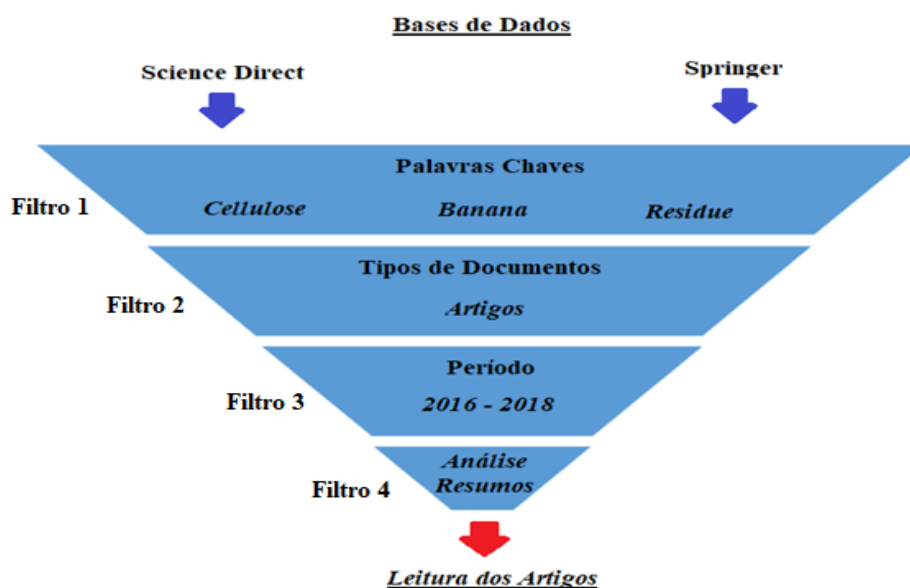 Bases de Dados
Science Direct
Springer
Palavras Chaves
Filtro 1
Cellulose
Banana
Residue
Tipos de Documentos
Filtro 2
Artigos
Período
Filtro 3
2016 - 2018
Análise
Resumos
Filtro 4
Leitura dos Artigos